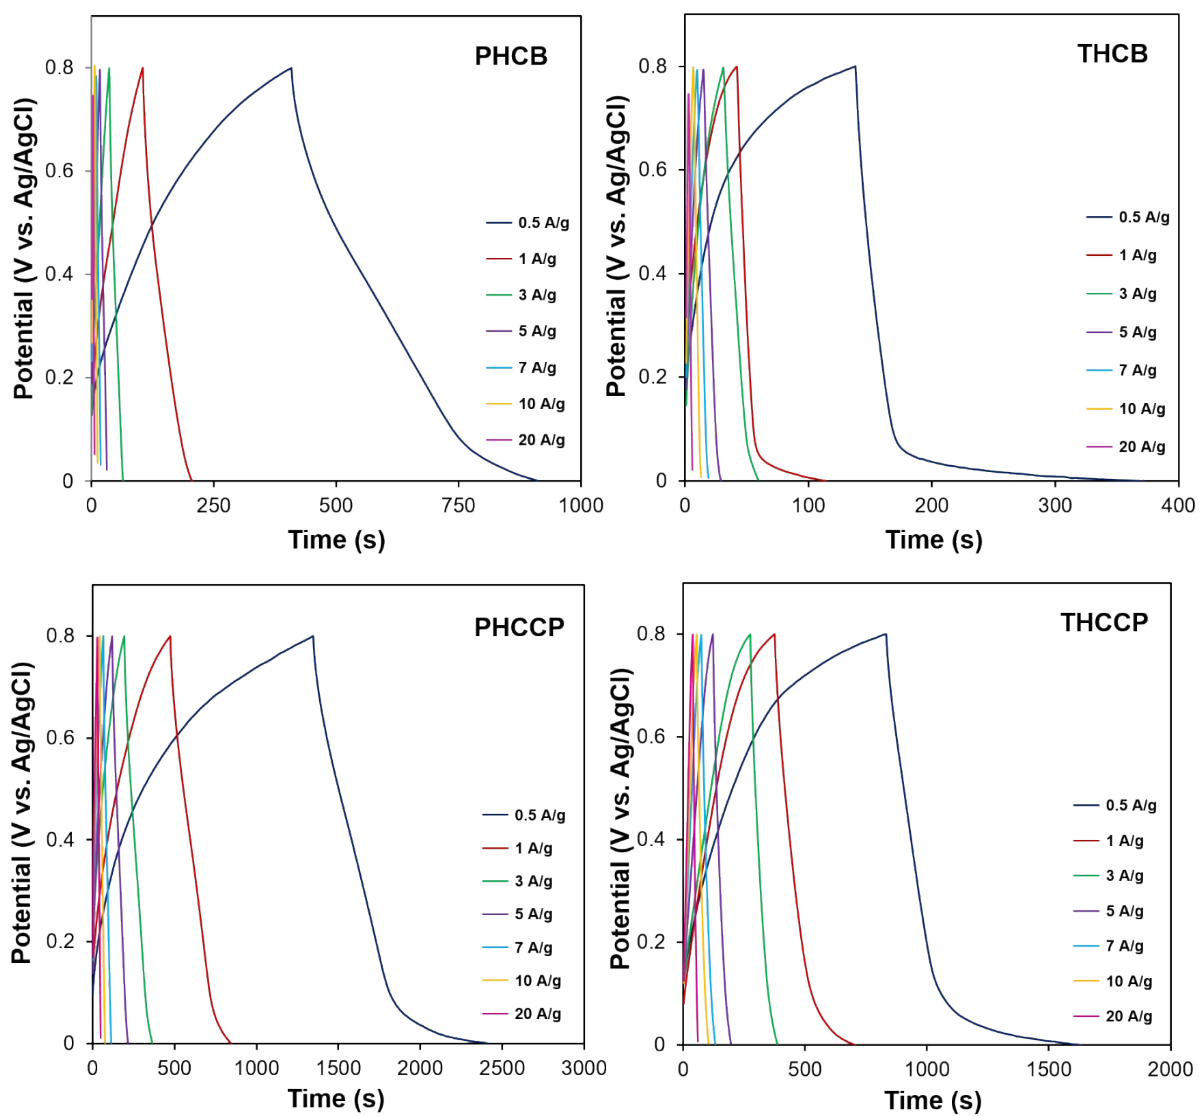 PHCB
Potential (V vs. Ag/AgCl)
0.8
0.6
0.4
0.2
0
0 250 500 750 1000
Time (s)
0.5 A/g
1 A/g
3 A/g
5 A/g
7 A/g
10 A/g
20 A/g
THCB
Potential (V vs. Ag/AgCl)
0.8
0.6
0.4
0.2
0
0 100 200 300 400
Time (s)
0.5 A/g
1 A/g
3 A/g
5 A/g
7 A/g
10 A/g
20 A/g
PHCCP
Potential (V vs. Ag/AgCl)
0.8
0.6
0.4
0.2
0
0 500 1000 1500 2000 2500 3000
Time (s)
0.5 A/g
1 A/g
3 A/g
5 A/g
7 A/g
10 A/g
20 A/g
THCCP
Potential (V vs. Ag/AgCl)
0.8
0.6
0.4
0.2
0
0 500 1000 1500 2000
Time (s)
0.5 A/g
1 A/g
3 A/g
5 A/g
7 A/g
10 A/g
20 A/g